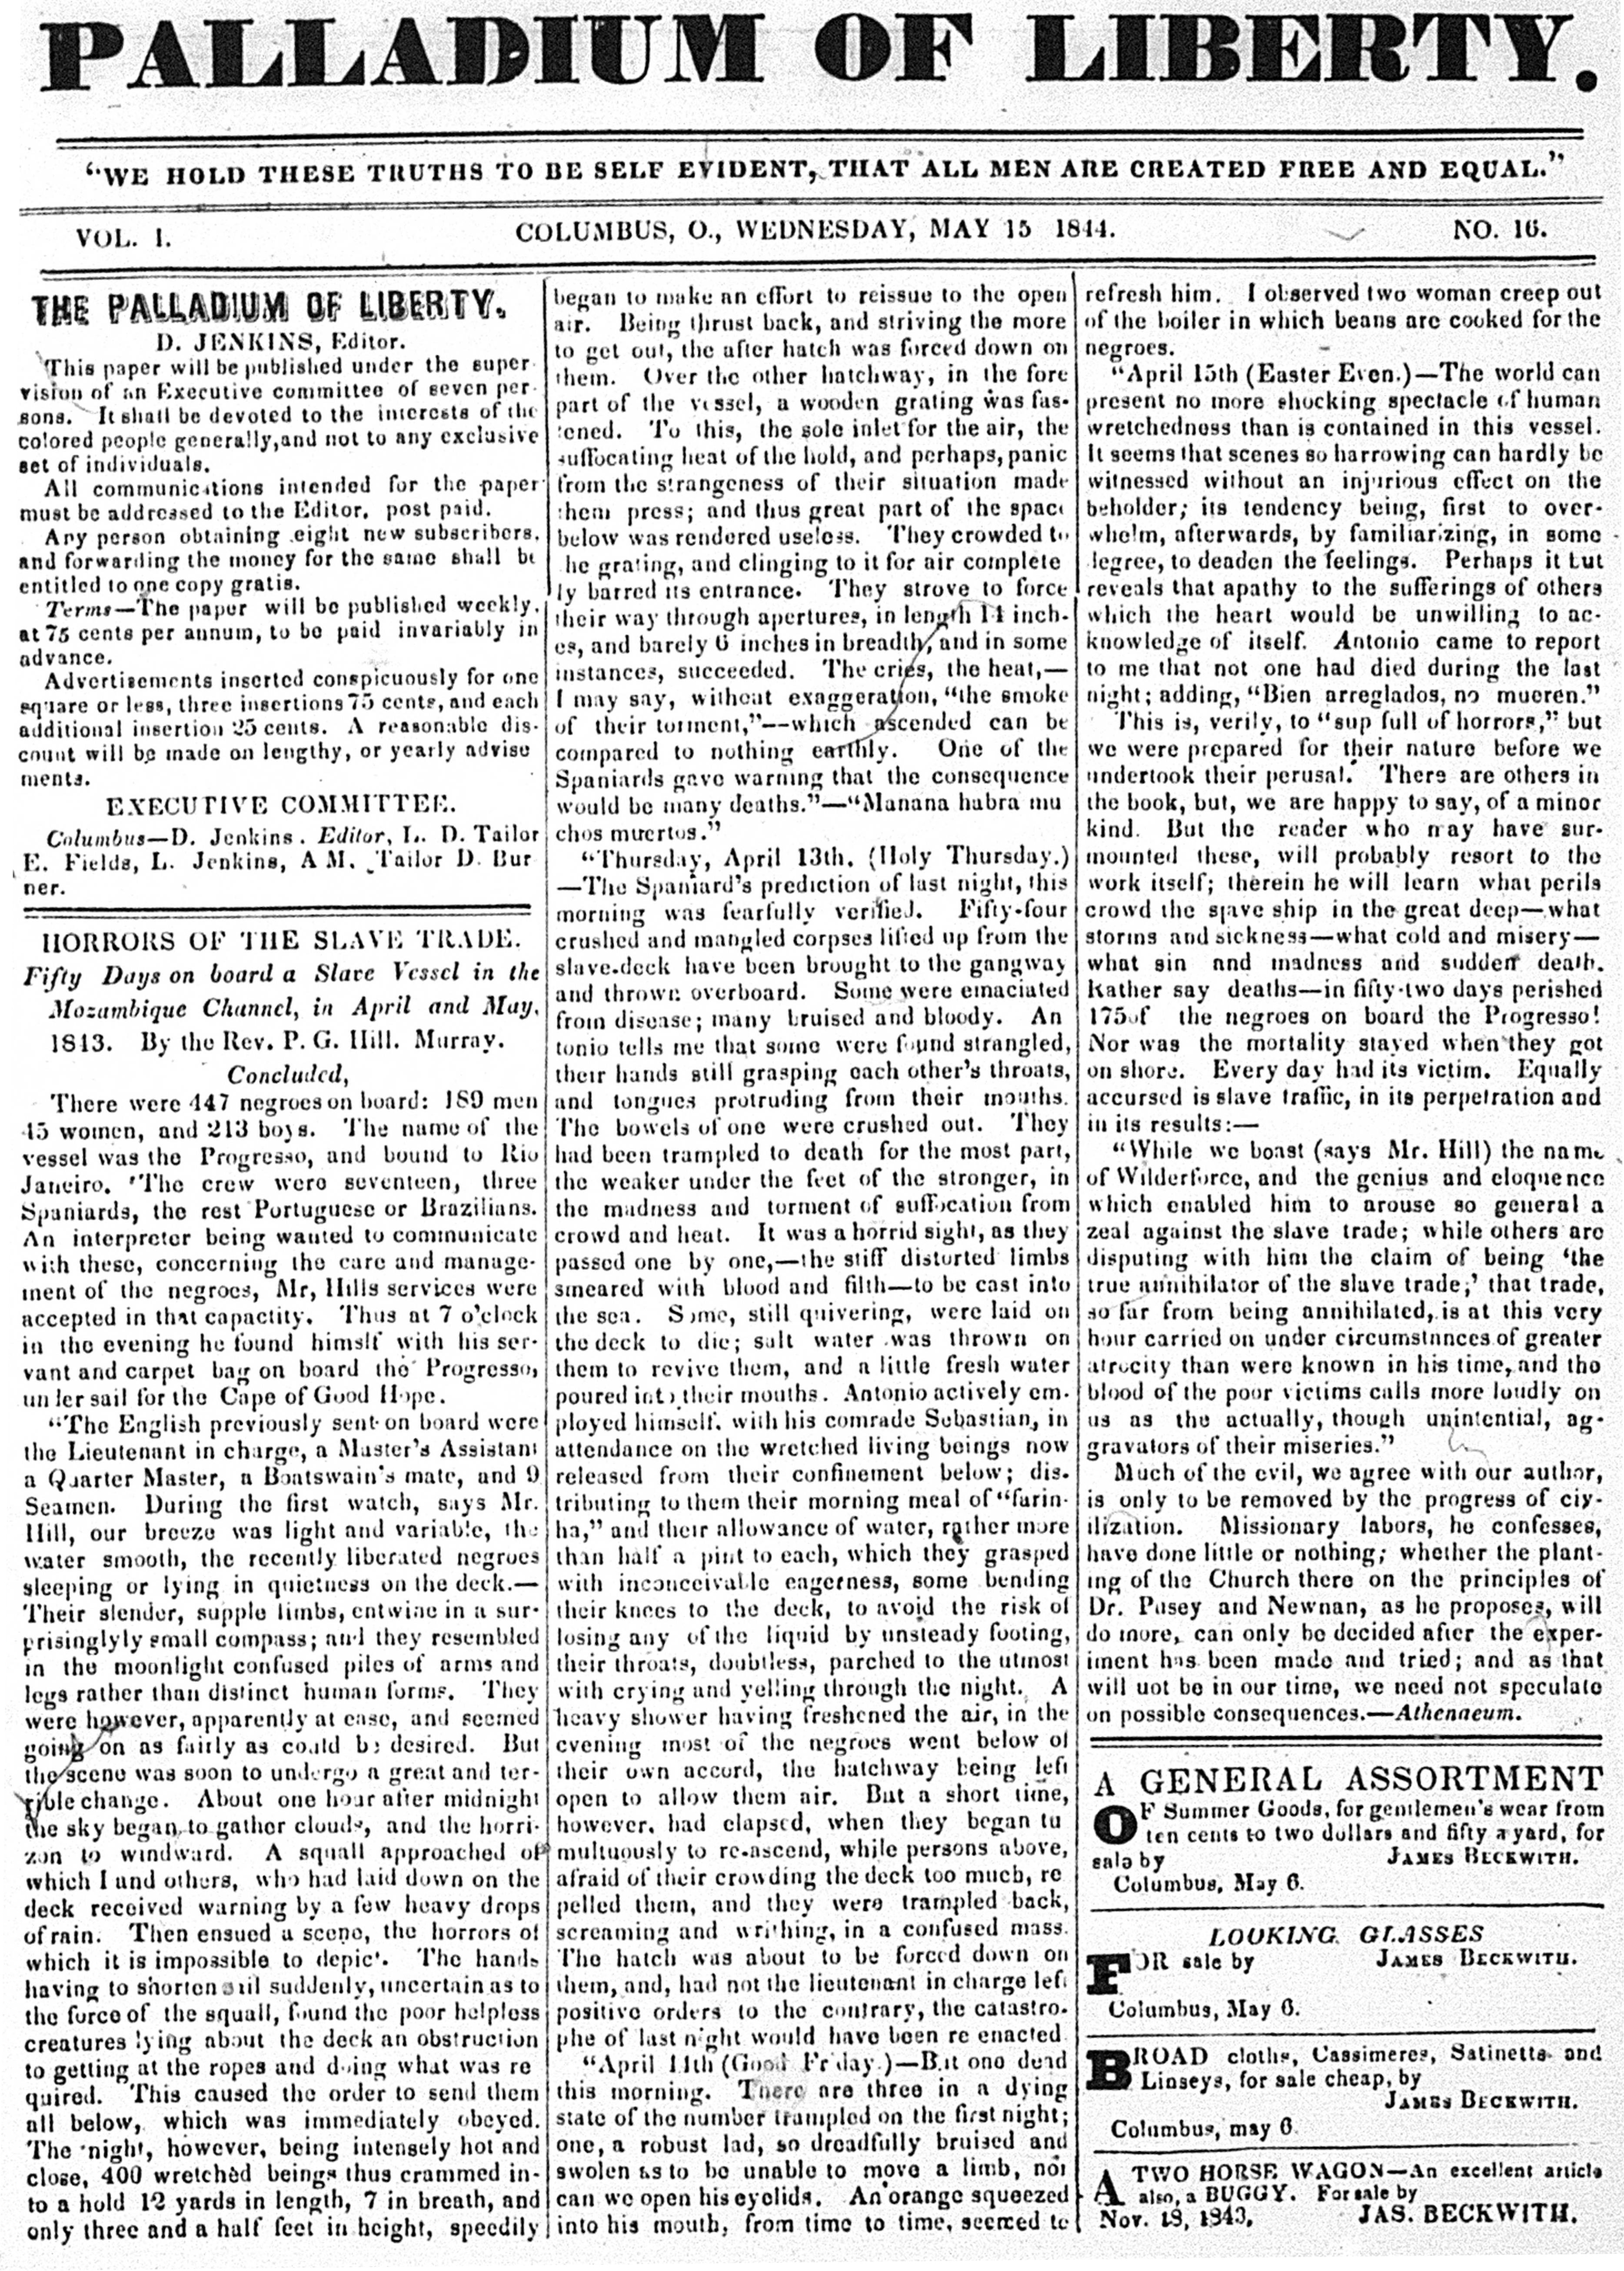 PALLADIUM OF LIBERTY.
"WE HOLD THESE TRUTHS TO BE SELF EVIDENT, THAT ALL MEN ARE CREATED FREE AND EQUAL."
VOL. I. COLUMBUS, O., WEDNESDAY, MAY 15 1844. NO. 16.
THE PALLADIUM OF LIBERTY.
D. JENKINS, Editor.
This paper will be published under the super
vision of an Executive committee of seven per-
sons. It shall be devoted to the interests of the
colored people generally,and not to any exclusive
set of individuals.
All communications intended for the paper
must be addressed to the Editor, post paid.
Any person obtaining eight new subscribers,
and forwarding the money for the same shall be
entitled to one copy gratis.
Terms—The paper will be published weekly,
at 75 cents per annum, to be paid invariably in
advance.
Advertisements inserted conspicuously for one
square or less, three insertions 75 cents, and each
additional insertion 25 cents. A reasonable dis-
count will be made on lengthy, or yearly advise
ments.
EXECUTIVE COMMITTEE.
Columbus—D. Jenkins. Editor, L. D. Tailor
E. Fields, L. Jenkins, A M. Tailor D. Bur
ner.
HORRORS OF THE SLAVE TRADE.
Fifty Days on board a Slave Vessel in the
Mozambique Channel, in April and May,
1843. By the Rev. P. G. Hill. Murray.
Concluded,
There were 447 negroes on board: 189 men
45 women, and 213 boys. The name of the
vessel was the Progresso, and bound to Rio
Janeiro. The crew were seventeen, three
Spaniards, the rest Portuguese or Brazilians.
An interpreter being wanted to communicate
with these, concerning the care and manage-
ment of the negroes, Mr, Hills services were
accepted in that capactity. Thus at 7 o'clock
in the evening he found himslf with his ser-
vant and carpet bag on board the Progresso,
under sail for the Cape of Good Hope.
"The English previously sent on board were
the Lieutenant in charge, a Master's Assistant
a Quarter Master, a Boatswain's mate, and 9
Seamen. During the first watch, says Mr.
Hill, our breeze was light and variable, the
water smooth, the recently liberated negroes
sleeping or lying in quietness on the deck.—
Their slender, supple limbs, entwine in a sur-
prisinglyly small compass; and they resembled
in the moonlight confused piles of arms and
legs rather than distinct human forms. They
were however, apparently at ease, and seemed
going on as fairly as could be desired. But
the scene was soon to undergo a great and ter-
rible change. About one hour after midnight
the sky began to gather clouds, and the horri-
zon to windward. A squall approached of
which I and others, who had laid down on the
deck received warning by a few heavy drops
of rain. Then ensued a scene, the horrors of
which it is impossible to depict. The hands
having to shorten sail suddenly, uncertain as to
the force of the squall, found the poor helpless
creatures lying about the deck an obstruction
to getting at the ropes and doing what was re
quired. This caused the order to send them
all below, which was immediately obeyed.
The night, however, being intensely hot and
close, 400 wretched beings thus crammed in-
to a hold 12 yards in length, 7 in breath, and
only three and a half feet in height, speedily
began to make an effort to reissue to the open
air. Being thrust back, and striving the more
to get out, the after hatch was forced down on
them. Over the other hatchway, in the fore
part of the vessel, a wooden grating was fas-
tened. To this, the sole inlet for the air, the
suffocating heat of the hold, and perhaps, panic
from the strangeness of their situation made
them press; and thus great part of the space
below was rendered useless. They crowded to
he grating, and clinging to it for air complete
ly barred its entrance. They strove to force
their way through apertures, in length 14 inch-
es, and barely 6 inches in breadth, and in some
instances, succeeded. The cries, the heat,—
I may say, without exaggeration, "the smoke
of their torment,"—which ascended can be
compared to nothing earthly. One of the
Spaniards gave warning that the consequence
would be many deaths."—"Manana habra mu
chos muertos."
"Thursday, April 13th. (Holy Thursday.)
—The Spaniard's prediction of last night, this
morning was fearfully verified. Fifty-four
crushed and mangled corpses lifted up from the
slave-deck have been brought to the gangway
and thrown overboard. Some were emaciated
from disease; many bruised and bloody. An
tonio tells me that some were found strangled,
their hands still grasping each other's throats,
and tongues protruding from their mouths.
The bowels of one were crushed out. They
had been trampled to death for the most part,
the weaker under the feet of the stronger, in
the madness and torment of suffocation from
crowd and heat. It was a horrid sight, as they
passed one by one,—the stiff distorted limbs
smeared with blood and filth—to be cast into
the sea. Some, still quivering, were laid on
the deck to die; salt water was thrown on
them to revive them, and a little fresh water
poured into their mouths. Antonio actively em-
ployed himself, with his comrade Sebastian, in
attendance on the wretched living beings now
released from their confinement below; dis-
tributing to them their morning meal of "farin-
ha," and their allowance of water, rather more
than half a pint to each, which they grasped
with inconceivable eagerness, some bending
their knees to the deck, to avoid the risk of
losing any of the liquid by unsteady footing,
their throats, doubtless, parched to the utmost
with crying and yelling through the night. A
heavy shower having freshened the air, in the
evening most of the negroes went below of
their own accord, the hatchway being left
open to allow them air. But a short time,
however, had elapsed, when they began tu
multuously to re-ascend, while persons above,
afraid of their crowding the deck too much, re
pelled them, and they were trampled back,
screaming and writhing, in a confused mass.
The hatch was about to be forced down on
them, and, had not the lieutenant in charge left
positive orders to the contrary, the catastro-
phe of last night would have been re enacted.
"April 14th (Good Friday.)—But one dead
this morning. There are three in a dying
state of the number trampled on the first night;
one, a robust lad, so dreadfully bruised and
swolen as to be unable to move a limb, nor
can we open his eyelids. An orange squeezed
into his mouth, from time to time, seemed to
refresh him. I observed two woman creep out
of the boiler in which beans are cooked for the
negroes.
"April 15th (Easter Even.)—The world can
present no more shocking spectacle of human
wretchedness than is contained in this vessel.
It seems that scenes so harrowing can hardly be
witnessed without an injurious effect on the
beholder; its tendency being, first to over-
whelm, afterwards, by familiarizing, in some
degree, to deaden the feelings. Perhaps it but
reveals that apathy to the sufferings of others
which the heart would be unwilling to ac-
knowledge of itself. Antonio came to report
to me that not one had died during the last
night; adding, "Bien arreglados, no mueren."
This is, verily, to "sup full of horrors," but
we were prepared for their nature before we
undertook their perusal. There are others in
the book, but, we are happy to say, of a minor
kind. But the reader who may have sur-
mounted these, will probably resort to the
work itself; therein he will learn what perils
crowd the slave ship in the great deep—what
storms and sickness—what cold and misery—
what sin and madness and sudden death.
Rather say deaths—in fifty-two days perished
175of the negroes on board the Progresso!
Nor was the mortality stayed when they got
on shore. Every day had its victim. Equally
accursed is slave traffic, in its perpetration and
in its results:—
"While we boast (says Mr. Hill) the name
of Wilderforce, and the genius and eloquence
which enabled him to arouse so general a
zeal against the slave trade; while others are
disputing with him the claim of being 'the
true annihilator of the slave trade;' that trade,
so far from being annihilated, is at this very
hour carried on under circumstances of greater
atrocity than were known in his time, and the
blood of the poor victims calls more loudly on
us as the actually, though unintential, ag-
gravators of their miseries."
Much of the evil, we agree with our author,
is only to be removed by the progress of civ-
ilization. Missionary labors, he confesses,
have done little or nothing; whether the plant-
ing of the Church there on the principles of
Dr. Pusey and Newnan, as he proposes, will
do more, can only be decided after the exper-
iment has been made and tried; and as that
will uot be in our time, we need not speculate
on possible consequences.—Athenaeum.
A GENERAL ASSORTMENT
OF Summer Goods, for gentlemen's wear from
ten cents to two dollars and fifty a yard, for
sale by JAMES BECKWITH.
Columbus, May 6.
LOOKING GLASSES
FOR sale by JAMES BECKWITH.
Columbus, May 6.
BROAD cloths, Cassimeres, Satinetts and
Linseys, for sale cheap, by
JAMES BECKWITH.
Columbus, may 6
A TWO HORSE WAGON—An excellent article
also, a BUGGY. For sale by
Nov. 18, 1843. JAS. BECKWITH.